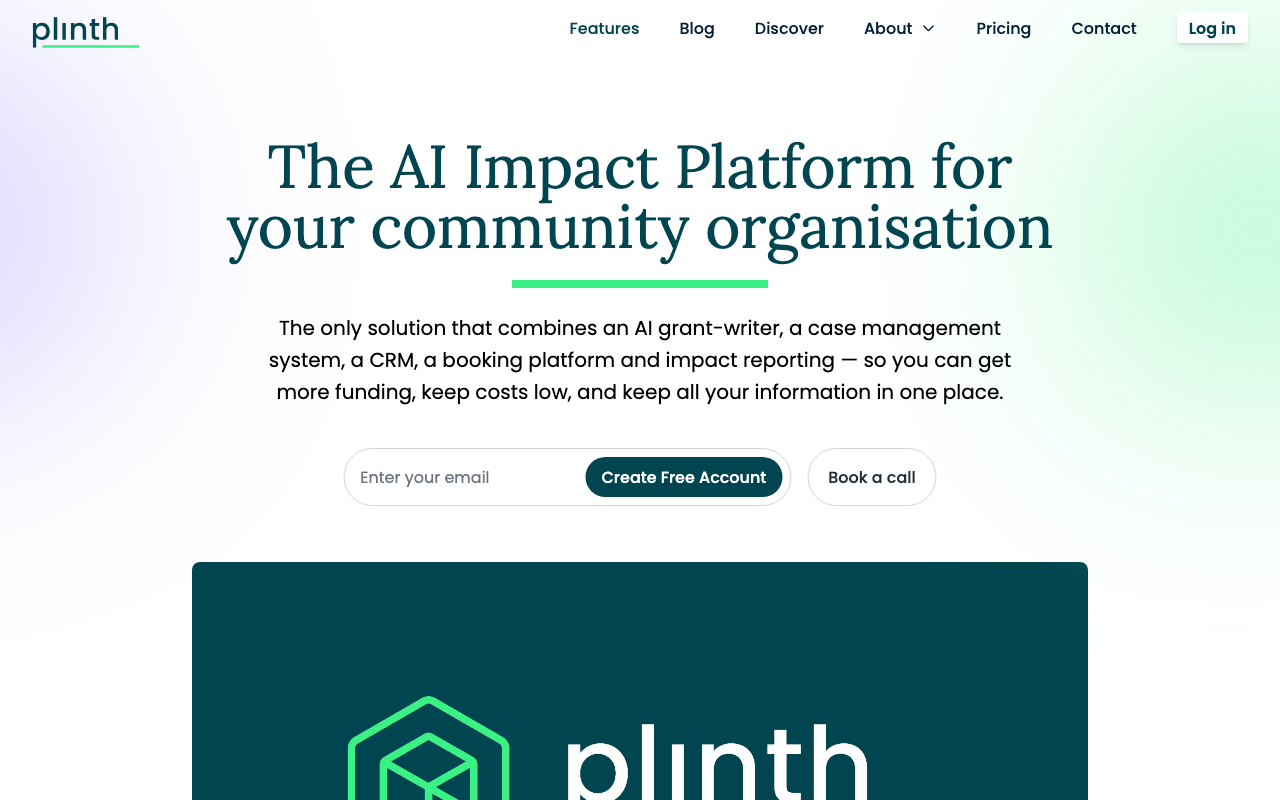 plinth
Features
Blog
Discover
About
Pricing
Contact
Log in
The AI Impact Platform for
your community organisation
The only solution that combines an AI grant-writer, a case management
system, a CRM, a booking platform and impact reporting — so you can get
more funding, keep costs low, and keep all your information in one place.
Enter your email
Create Free Account
Book a call
plinth